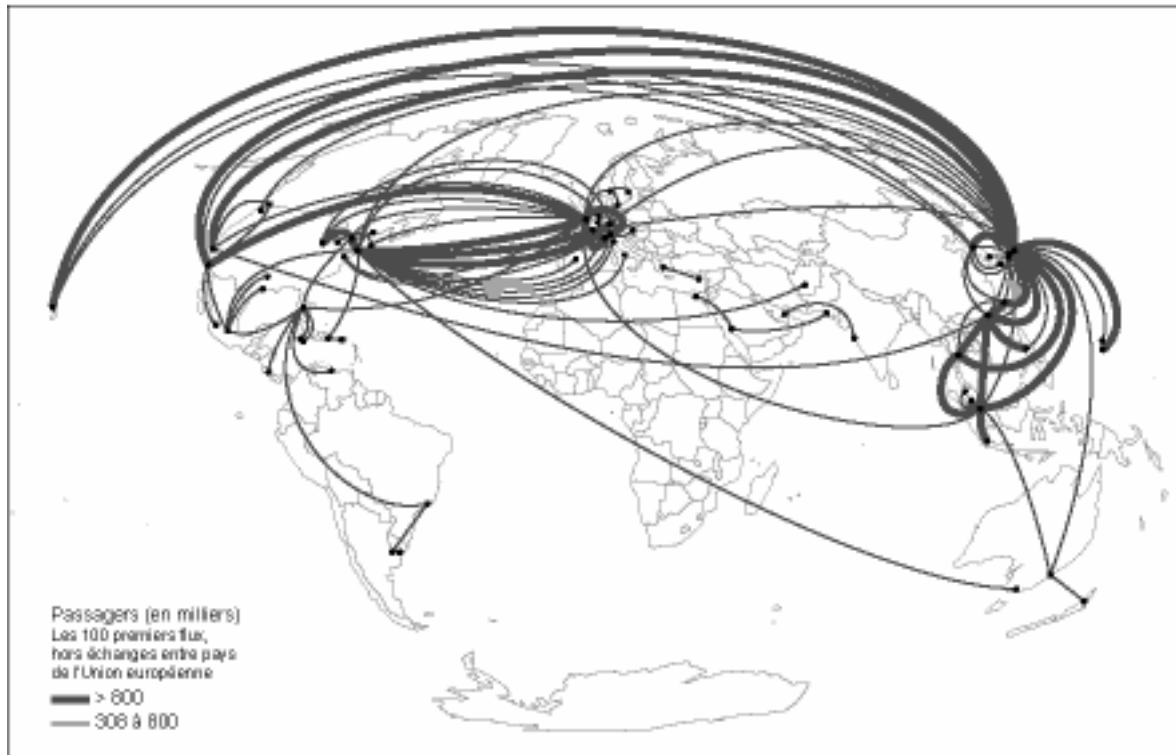 Passagers (en milliers)
Les 100 premiers flux,
hors échanges entre pays
de l'Union européenne
> 800
308 à 800